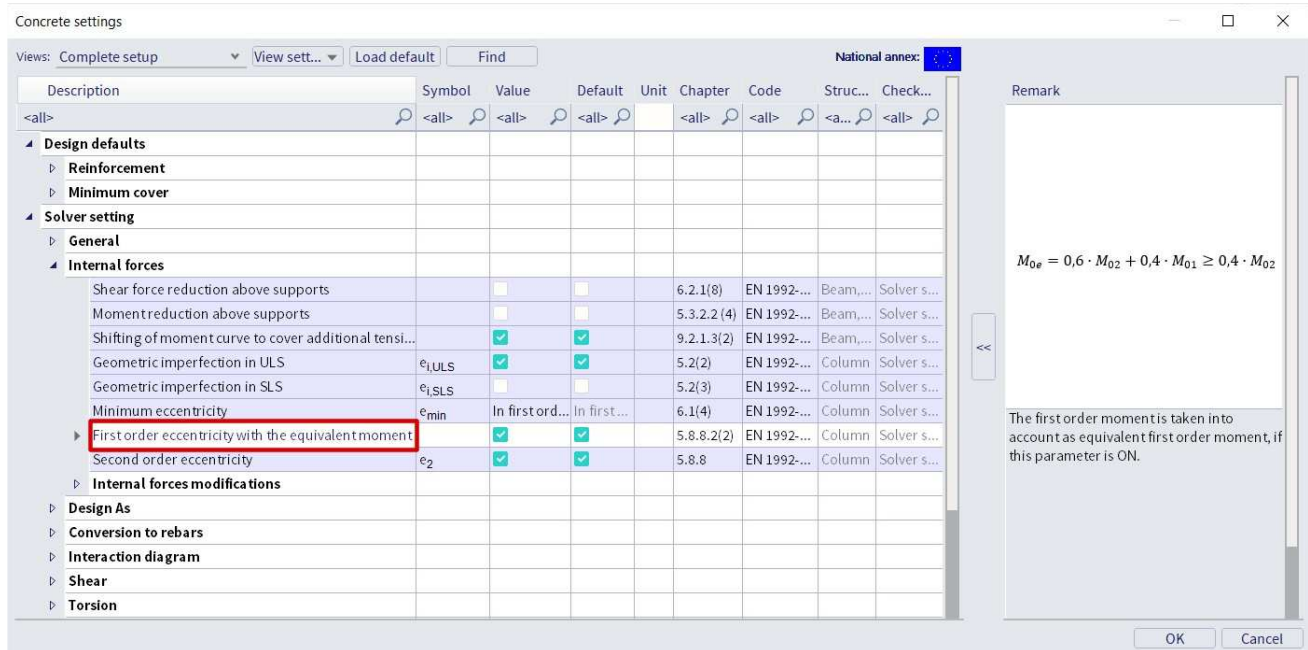 Concrete settings
Views: Complete setup View sett... Load default Find National annex:
Description Symbol Value Default Unit Chapter Code Struc... Check... Remark
<all> <all> <all> <all> <all> <all> <a... <all>
Design defaults
Reinforcement
Minimum cover
Solver setting
General
Internal forces
M₀ₑ = 0,6 · M₀₂ + 0,4 · M₀₁ ≥ 0,4 · M₀₂
Shear force reduction above supports 6.2.1(8) EN 1992-... Beam,... Solver s...
Moment reduction above supports 5.3.2.2 (4) EN 1992-... Beam,... Solver s...
Shifting of moment curve to cover additional tensi... 9.2.1.3(2) EN 1992-... Beam,... Solver s...
<<
Geometric imperfection in ULS e_i,ULS 5.2(2) EN 1992-... Column Solver s...
Geometric imperfection in SLS e_i,SLS 5.2(3) EN 1992-... Column Solver s...
Minimum eccentricity e_min In first ord... In first ... 6.1(4) EN 1992-... Column Solver s...
First order eccentricity with the equivalent moment 5.8.8.2(2) EN 1992-... Column Solver s...
Second order eccentricity e₂ 5.8.8 EN 1992-... Column Solver s...
The first order moment is taken into
account as equivalent first order moment, if
this parameter is ON.
Internal forces modifications
Design As
Conversion to rebars
Interaction diagram
Shear
Torsion
OK Cancel